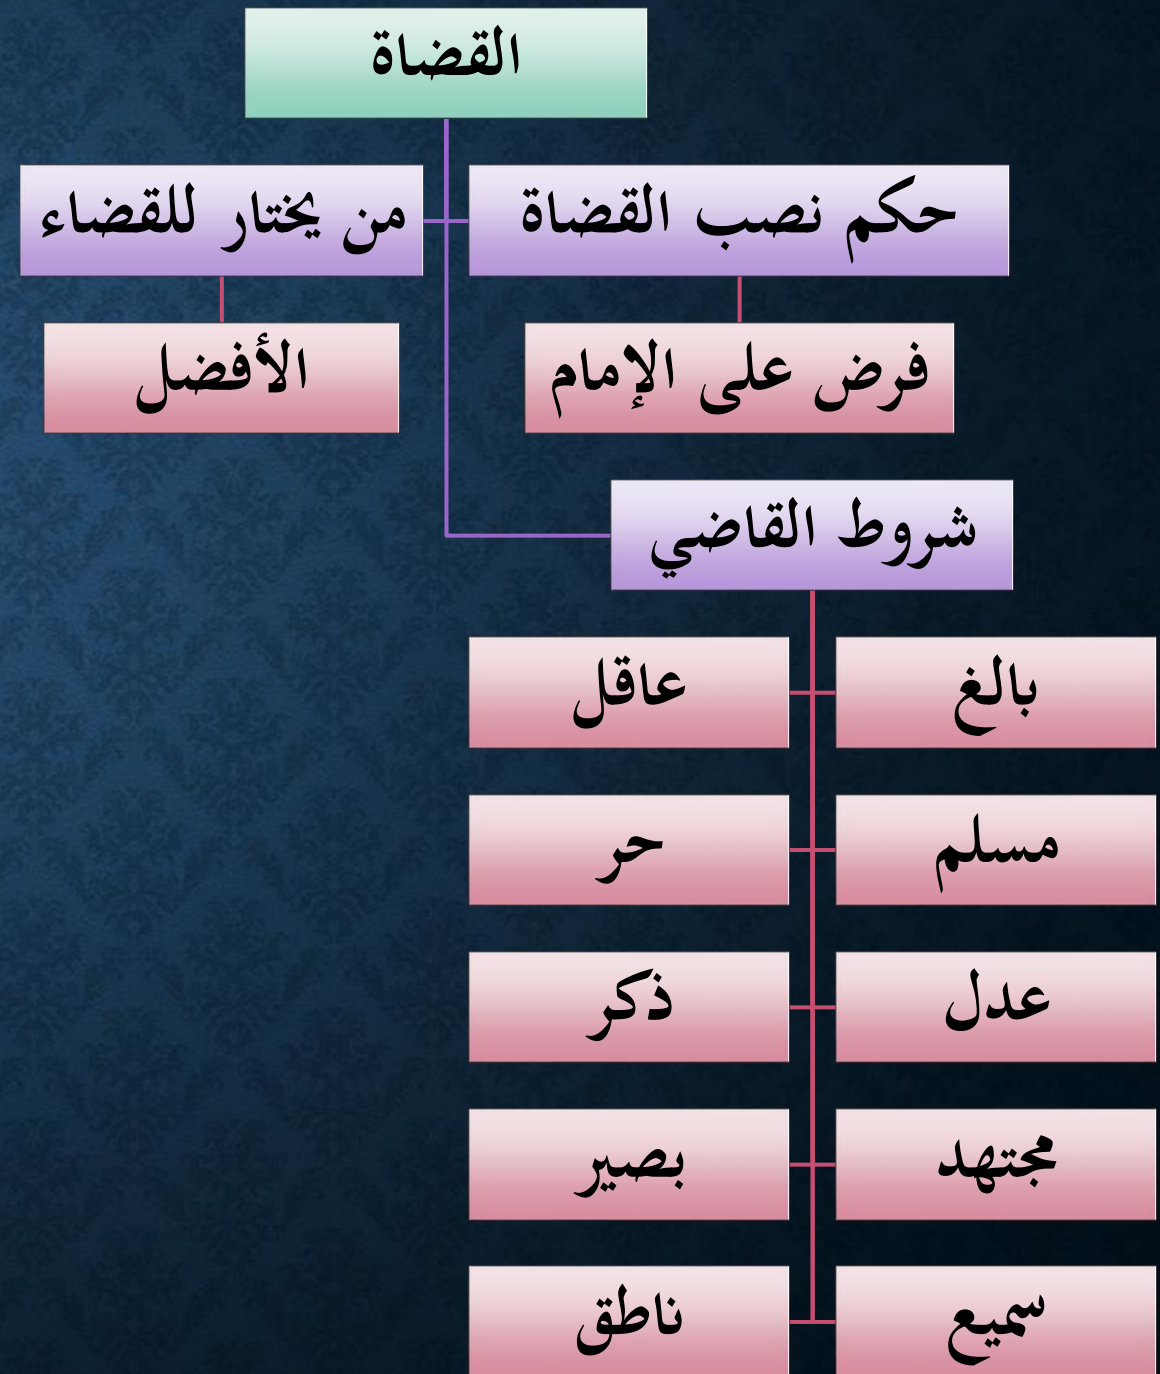 القضاة
حكم نصب القضاة
من يختار للقضاء
فرض على الإمام
الأفضل
شروط القاضي
بالغ
عاقل
مسلم
حر
عدل
ذكر
مجتهد
بصير
سميع
ناطق